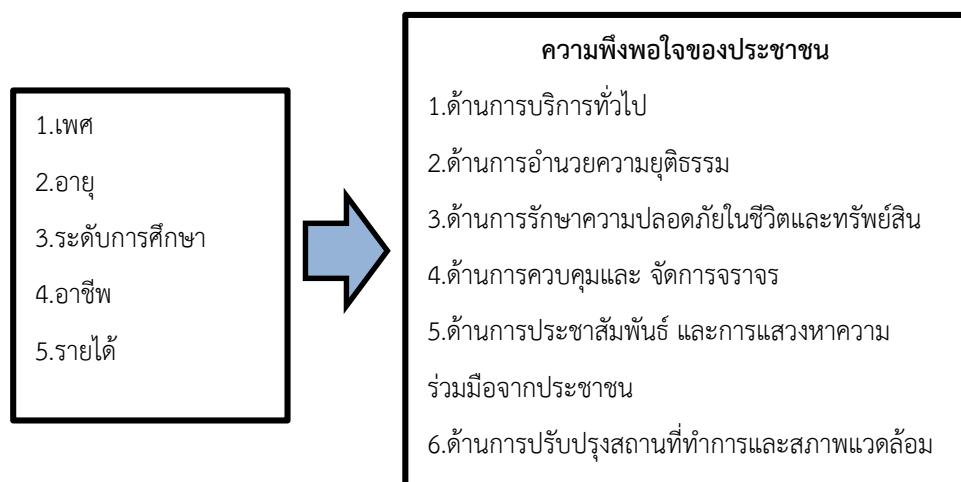 1.เพศ
2.อายุ
3.ระดับการศึกษา
4.อาชีพ
5.รายได้
ความพึงพอใจของประชาชน
1.ด้านการบริการทั่วไป
2.ด้านการอำนวยความยุติธรรม
3.ด้านการรักษาความปลอดภัยในชีวิตและทรัพย์สิน
4.ด้านการควบคุมและ จัดการจราจร
5.ด้านการประชาสัมพันธ์ และการแสวงหาความ
ร่วมมือจากประชาชน
6.ด้านการปรับปรุงสถานที่ทำการและสภาพแวดล้อม